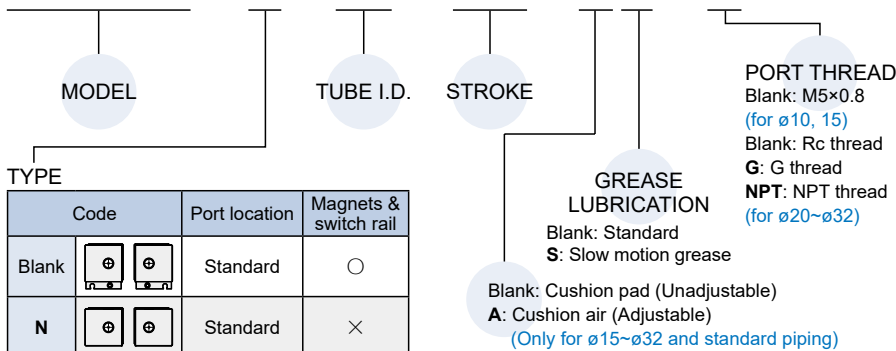 MODEL
TUBE I.D.
STROKE
PORT THREAD
Blank: M5×0.8
(for ø10, 15)
Blank: Rc thread
G: G thread
NPT: NPT thread
(for ø20~ø32)
GREASE
LUBRICATION
Blank: Standard
S: Slow motion grease
Blank: Cushion pad (Unadjustable)
A: Cushion air (Adjustable)
(Only for ø15~ø32 and standard piping)
TYPE
Code Port location Magnets &
switch rail
Blank Standard ○
N Standard ×